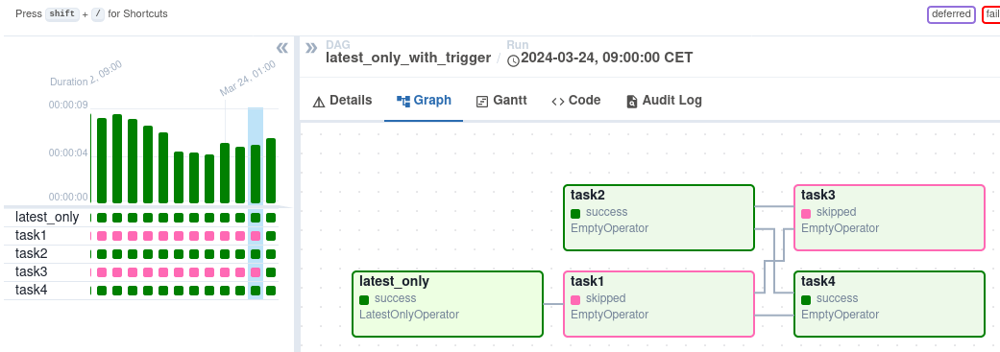 Press shift + / for Shortcuts
deferred
DAG
latest_only_with_trigger
/
Run
2024-03-24, 09:00:00 CET
Details
Graph
Gantt
Code
Audit Log
Duration
2, 09:00
Mar 24, 01:00
00:00:09
00:00:04
00:00:00
latest_only
task1
task2
task3
task4
task2
success
EmptyOperator
task3
skipped
EmptyOperator
latest_only
success
LatestOnlyOperator
task1
skipped
EmptyOperator
task4
success
EmptyOperator